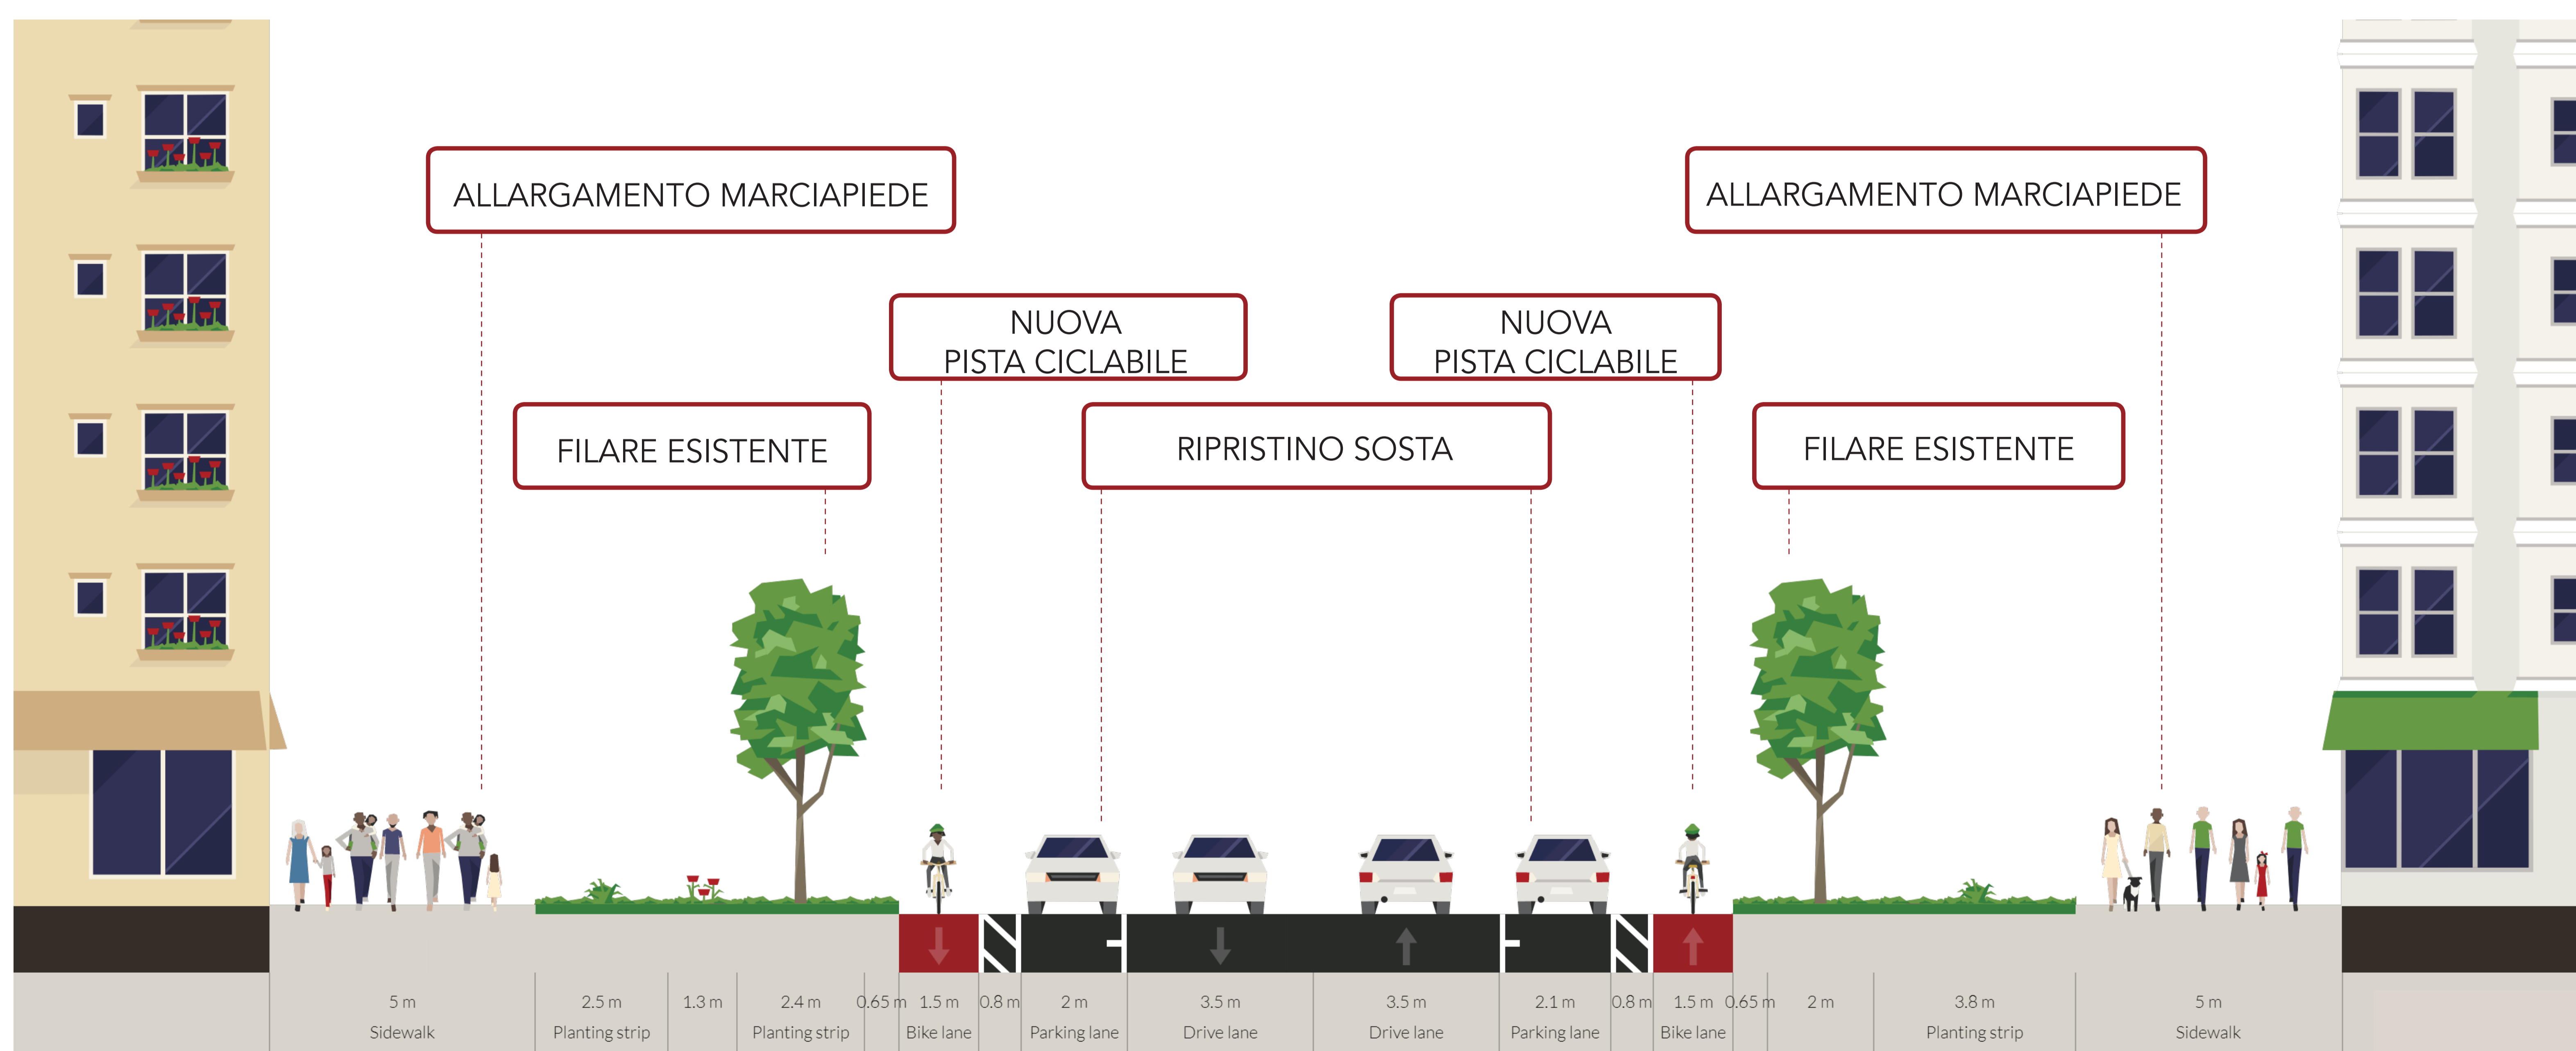 ALLARGAMENTO MARCIAPIEDE
ALLARGAMENTO MARCIAPIEDE
NUOVA
PISTA CICLABILE
NUOVA
PISTA CICLABILE
FILARE ESISTENTE
RIPRISTINO SOSTA
FILARE ESISTENTE
5 m
Sidewalk
2.5 m
Planting strip
1.3 m
2.4 m
Planting strip
0.65 m
1.5 m
Bike lane
0.8 m
2 m
Parking lane
3.5 m
Drive lane
3.5 m
Drive lane
2.1 m
Parking lane
0.8 m
1.5 m
Bike lane
0.65 m
2 m
3.8 m
Planting strip
5 m
Sidewalk